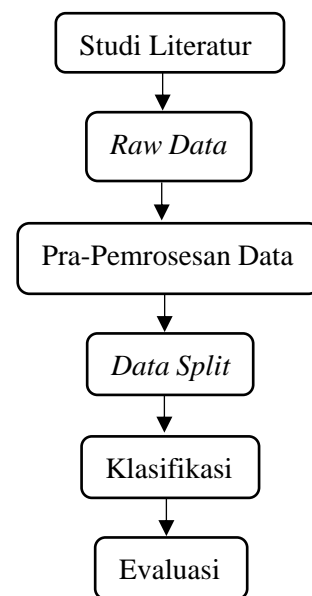 Studi Literatur
Raw Data
Pra-Pemrosesan Data
Data Split
Klasifikasi
Evaluasi